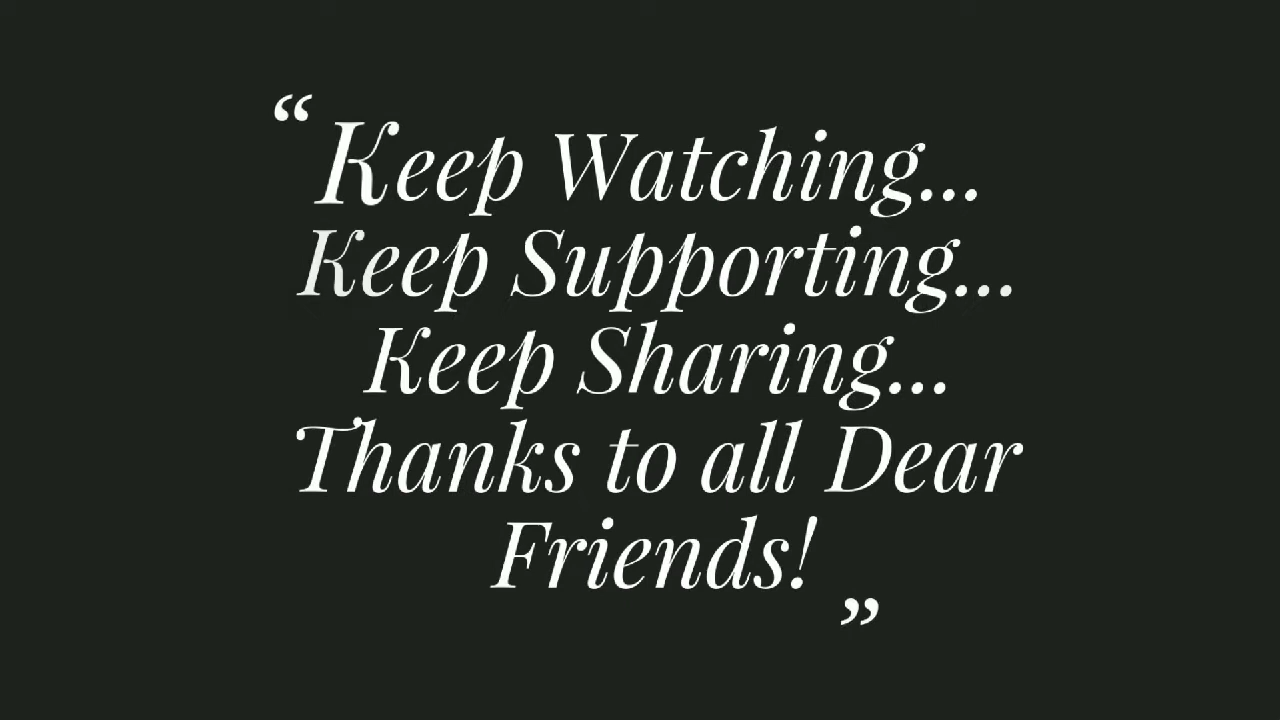 “Keep Watching...
Keep Supporting...
Keep Sharing...
Thanks to all Dear
Friends!”